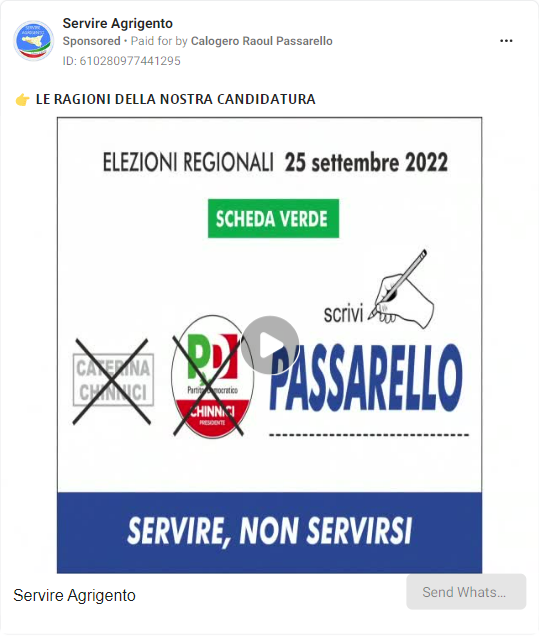 Servire Agrigento
Sponsored • Paid for by Calogero Raoul Passarello
ID: 610280977441295
👉 LE RAGIONI DELLA NOSTRA CANDIDATURA
ELEZIONI REGIONALI 25 settembre 2022
SCHEDA VERDE
scrivi
CATERINA
CHINNICI
PD
Partito Democratico
CHINNICI
PRESIDENTE
PASSARELLO
SERVIRE, NON SERVIRSI
Servire Agrigento
Send Whats...